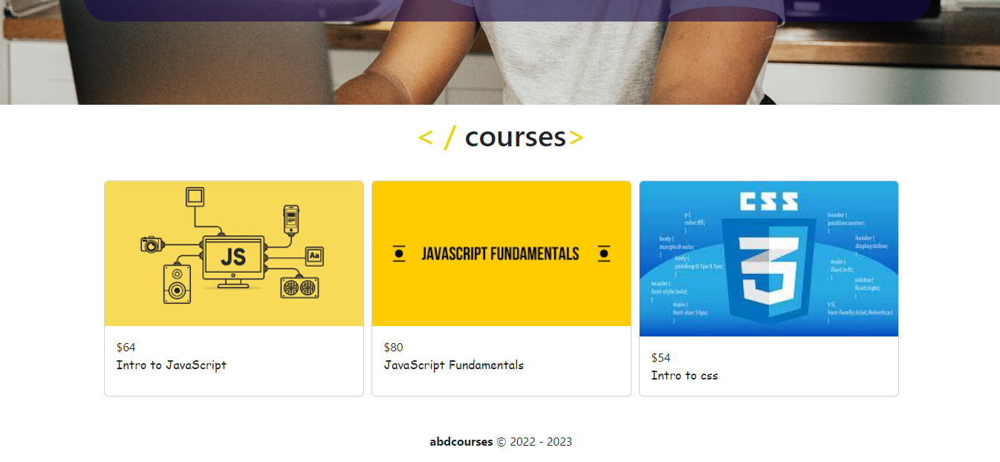 < / courses>
JS
Aa
JAVASCRIPT FUNDAMENTALS
CSS
p {
color:#fff;
}
body {
margin:0 auto;
}
body {
padding:0 3px 0 3px;
}
header {
font-style:bold;
}
main {
font-size:14px;
}
header {
position:center;
}
header {
display:inline;
}
main {
float:left;
}
sidebar{
float:right;
}
h1{
font-family:Arial,Helvetica;
}
$64
Intro to JavaScript
$80
JavaScript Fundamentals
$54
Intro to css
abdcourses © 2022 - 2023